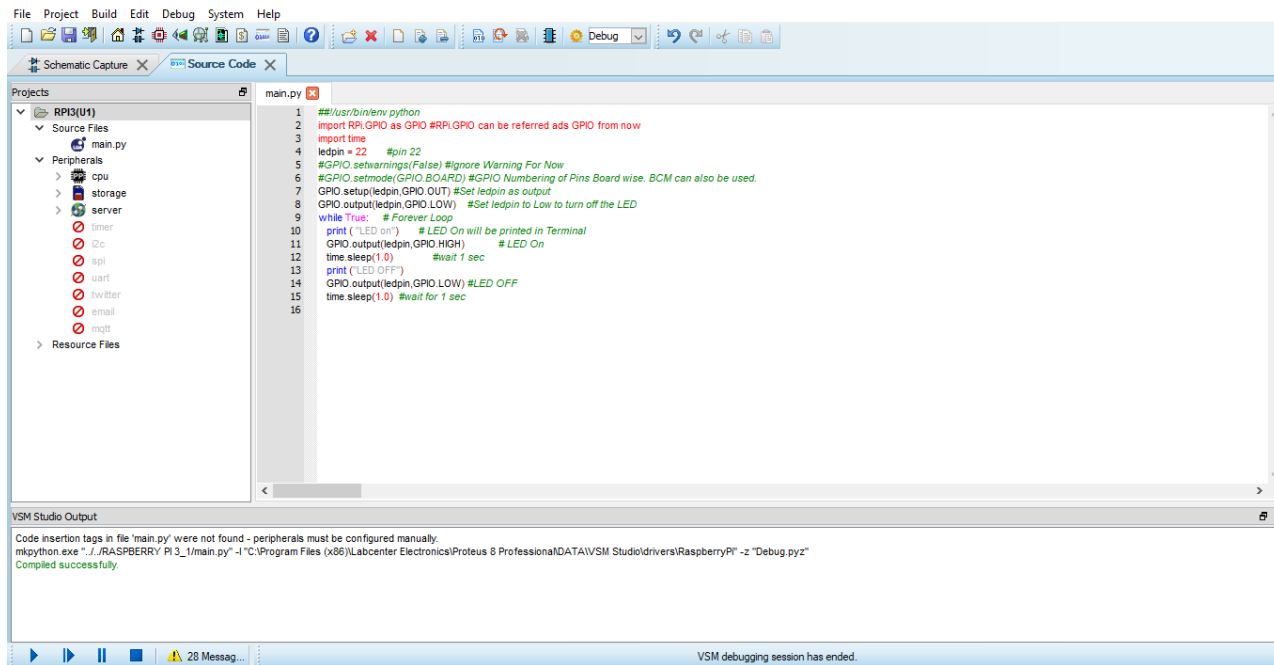 File Project Build Edit Debug System Help
Debug
Schematic Capture Source Code
Projects
RPI3(U1)
Source Files
main.py
Peripherals
cpu
storage
server
timer
i2c
spi
uart
twitter
email
mqtt
Resource Files
main.py
1 ##!/usr/bin/env python
2 import RPi.GPIO as GPIO #RPi.GPIO can be referred ads GPIO from now
3 import time
4 ledpin = 22 #pin 22
5 #GPIO.setwarnings(False) #Ignore Warning For Now
6 #GPIO.setmode(GPIO.BOARD) #GPIO Numbering of Pins Board wise. BCM can also be used.
7 GPIO.setup(ledpin,GPIO.OUT) #Set ledpin as output
8 GPIO.output(ledpin,GPIO.LOW) #Set ledpin to Low to turn off the LED
9 while True: # Forever Loop
10 print ( "LED on") # LED On will be printed in Terminal
11 GPIO.output(ledpin,GPIO.HIGH) # LED On
12 time.sleep(1.0) #wait 1 sec
13 print ("LED OFF")
14 GPIO.output(ledpin,GPIO.LOW) #LED OFF
15 time.sleep(1.0) #wait for 1 sec
16
VSM Studio Output
Code insertion tags in file 'main.py' were not found - peripherals must be configured manually.
mkpython.exe "../../RASPBERRY PI 3_1/main.py" -l "C:\Program Files (x86)\Labcenter Electronics\Proteus 8 Professional\DATA\VSM Studio\drivers\RaspberryPi" -z "Debug.pyz"
Compiled successfully.
28 Messag...
VSM debugging session has ended.